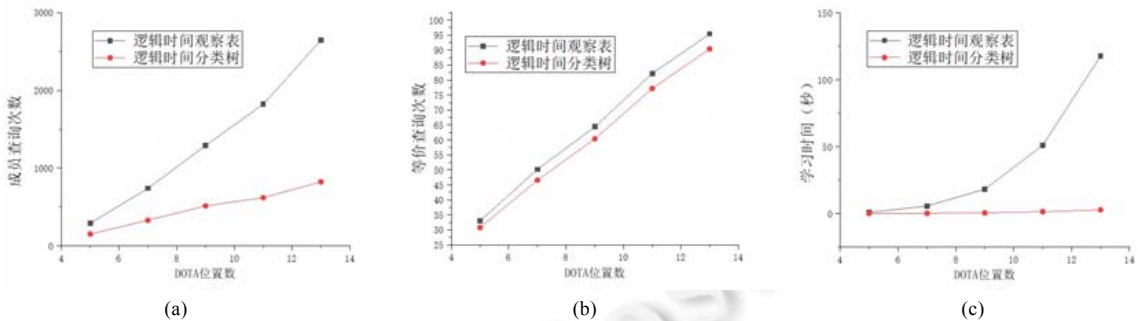 3000
2000
1000
0
成员查询次数
逻辑时间观察表
逻辑时间分类树
4 6 8 10 12 14
DOTA位置数
(a)
100
95
90
85
80
75
70
65
60
55
50
45
40
35
30
25
等价查询次数
逻辑时间观察表
逻辑时间分类树
4 6 8 10 12 14
DOTA位置数
(b)
150
100
50
0
学习时间（秒）
逻辑时间观察表
逻辑时间分类树
4 6 8 10 12 14
DOTA位置数
(c)